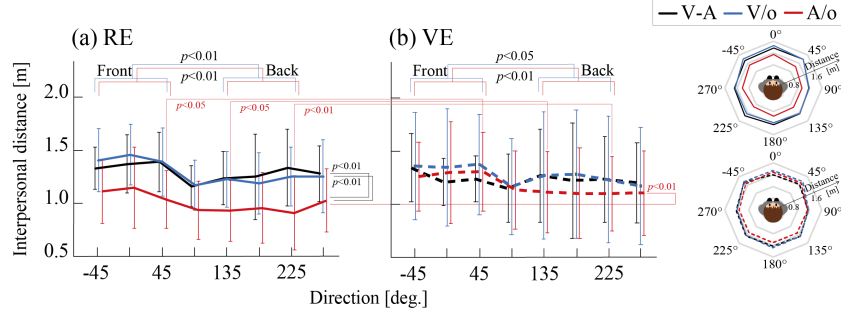 V-A V/o A/o
(a) RE
(b) VE
p<0.01
p<0.05
Front p<0.01 Back
Front p<0.01 Back
p<0.05
p<0.05
p<0.01
p<0.01
p<0.01
p<0.01
Interpersonal distance [m]
2.0
1.5
1.0
0.5
-45 45 135 225
-45 45 135 225
Direction [deg.]
0°
-45° 45°
Distance
[m]
1.6
0.8
270° 90°
225° 135°
180°
0°
-45° 45°
Distance
[m]
1.6
0.8
270° 90°
225° 135°
180°